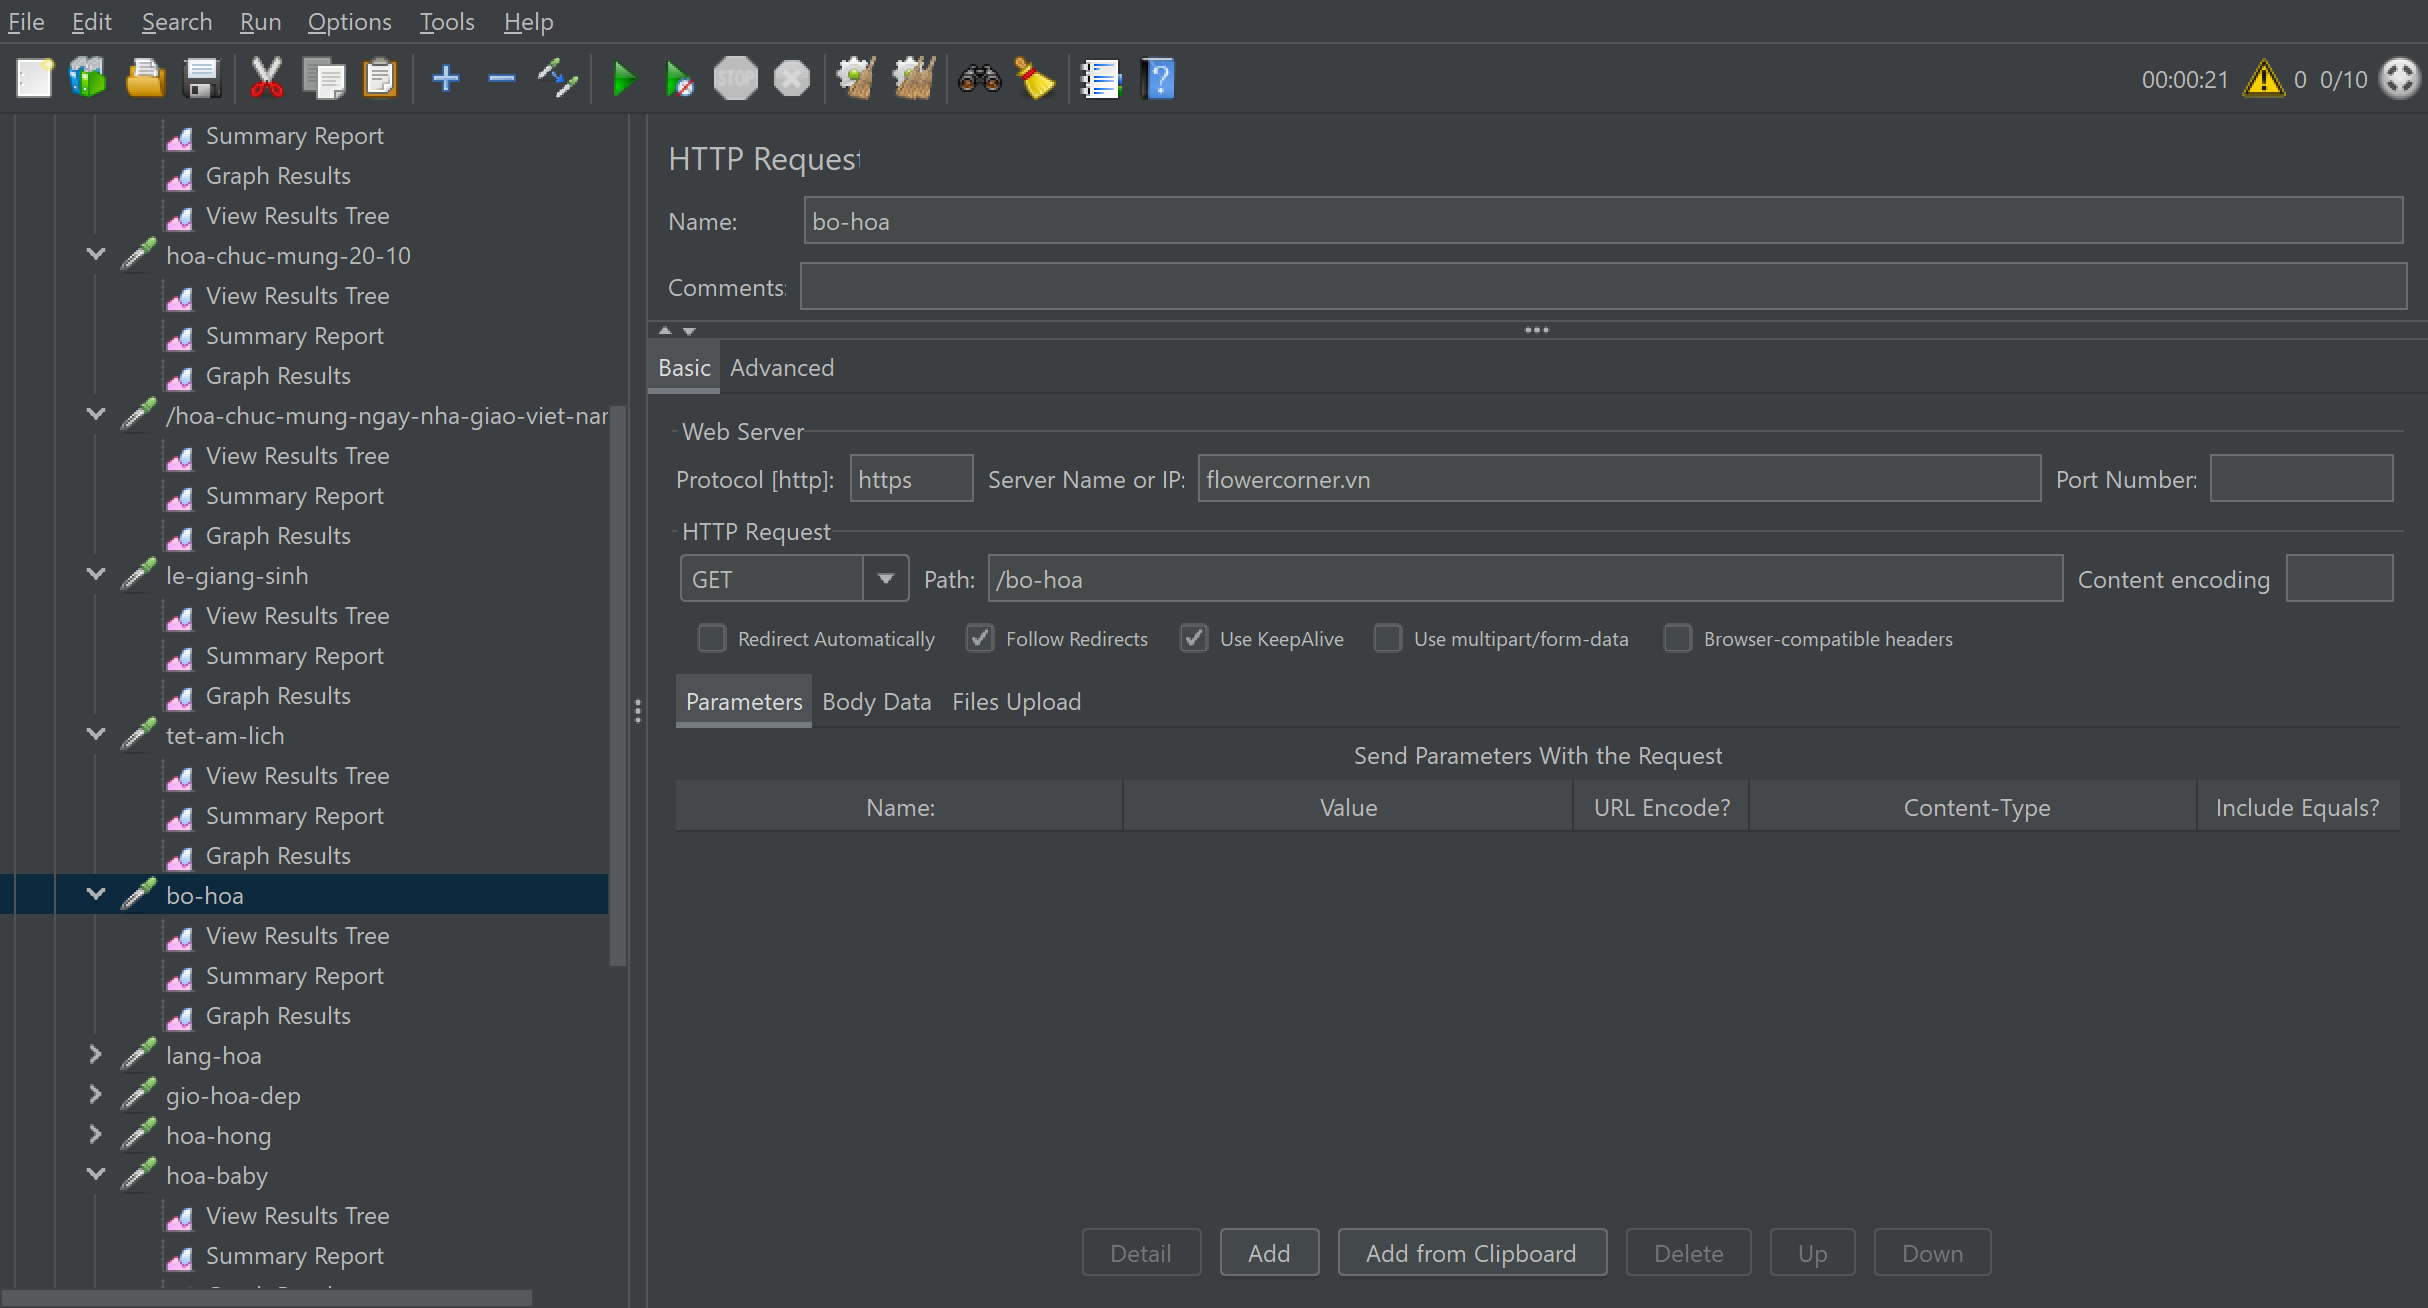 File Edit Search Run Options Tools Help
STOP
00:00:21 0 0/10
Summary Report
Graph Results
View Results Tree
hoa-chuc-mung-20-10
View Results Tree
Summary Report
Graph Results
/hoa-chuc-mung-ngay-nha-giao-viet-nar
View Results Tree
Summary Report
Graph Results
le-giang-sinh
View Results Tree
Summary Report
Graph Results
tet-am-lich
View Results Tree
Summary Report
Graph Results
bo-hoa
View Results Tree
Summary Report
Graph Results
lang-hoa
gio-hoa-dep
hoa-hong
hoa-baby
View Results Tree
Summary Report
HTTP Request
Name: bo-hoa
Comments:
Basic Advanced
Web Server
Protocol [http]: https Server Name or IP: flowercorner.vn Port Number:
HTTP Request
GET Path: /bo-hoa Content encoding
Redirect Automatically Follow Redirects Use KeepAlive Use multipart/form-data Browser-compatible headers
Parameters Body Data Files Upload
Send Parameters With the Request
Name: Value URL Encode? Content-Type Include Equals?
Detail Add Add from Clipboard Delete Up Down